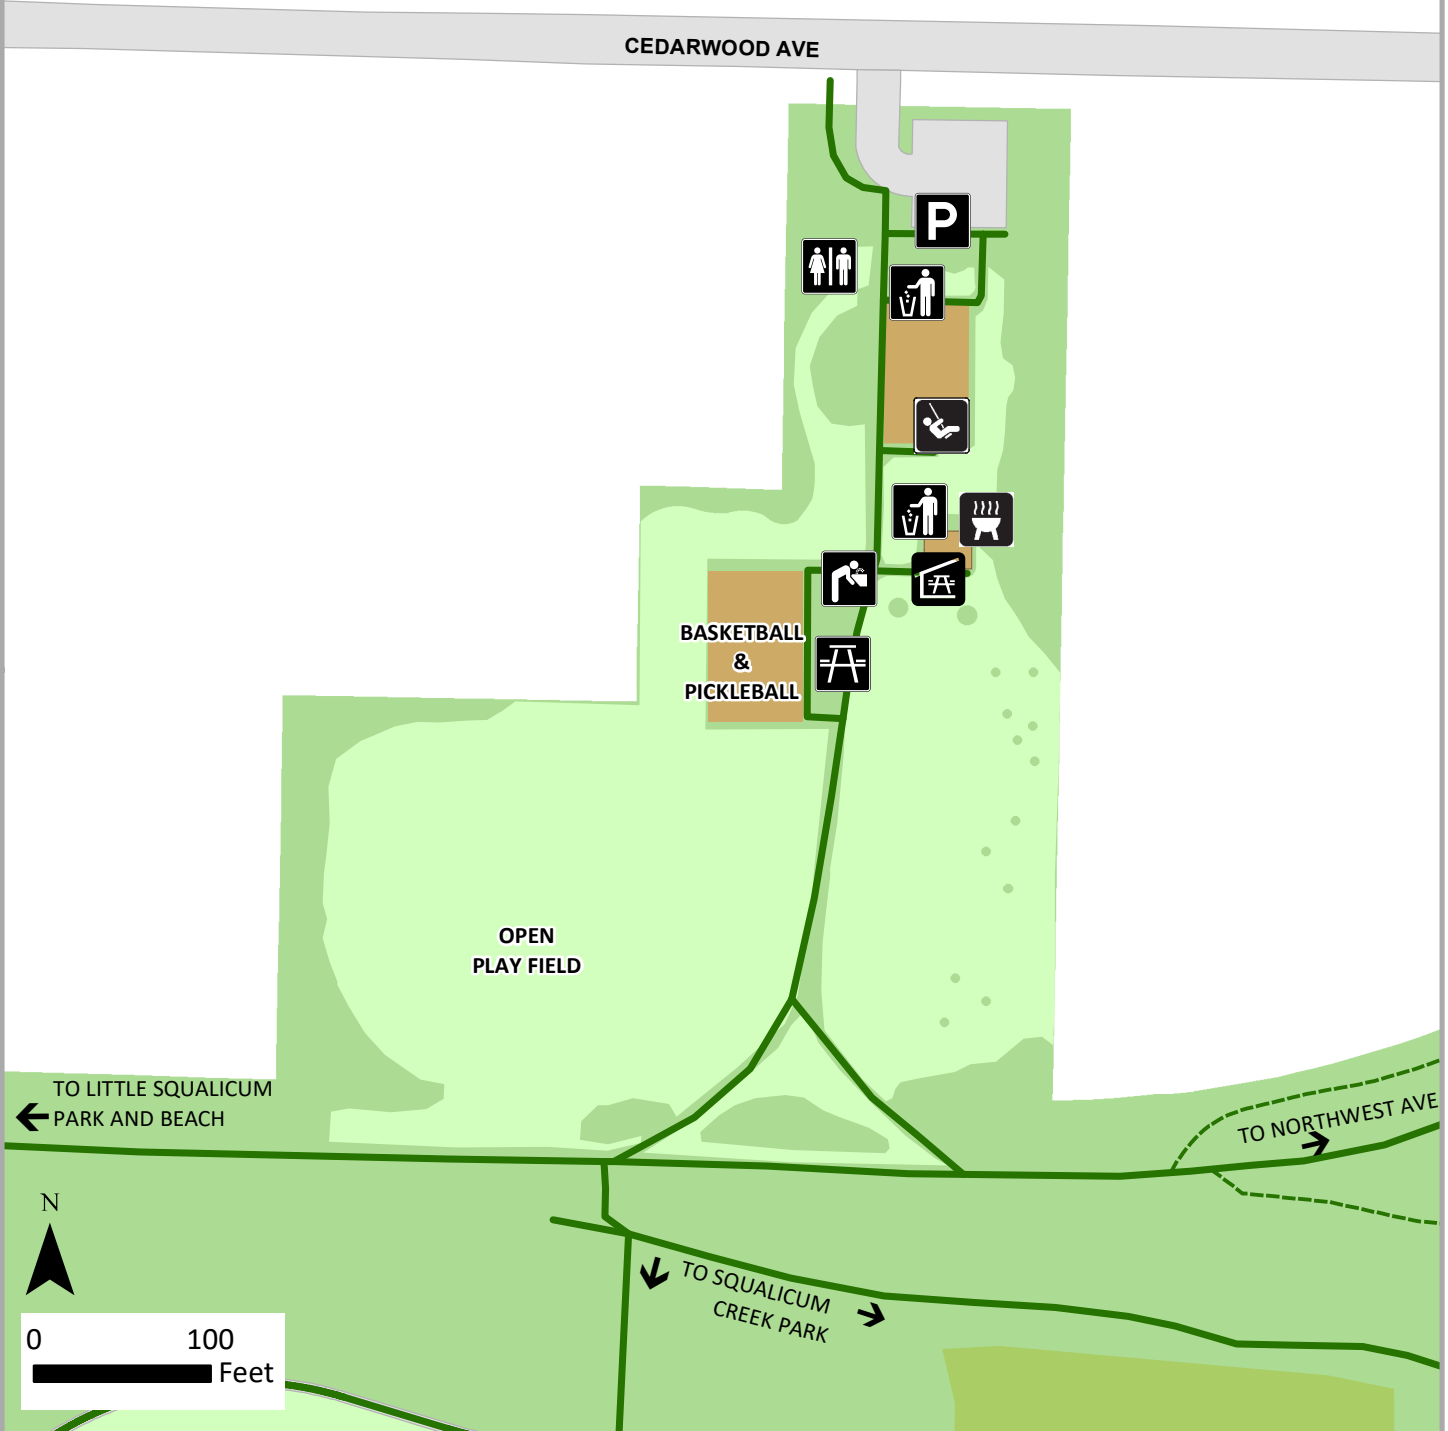 CEDARWOOD AVE
P
BASKETBALL
&
PICKLEBALL
OPEN
PLAY FIELD
TO LITTLE SQUALICUM
PARK AND BEACH
TO NORTHWEST AVE
N
TO SQUALICUM
CREEK PARK
0 100
Feet